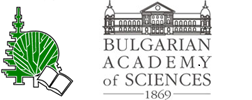 BULGARIAN
ACADEMY
of SCIENCES
1869